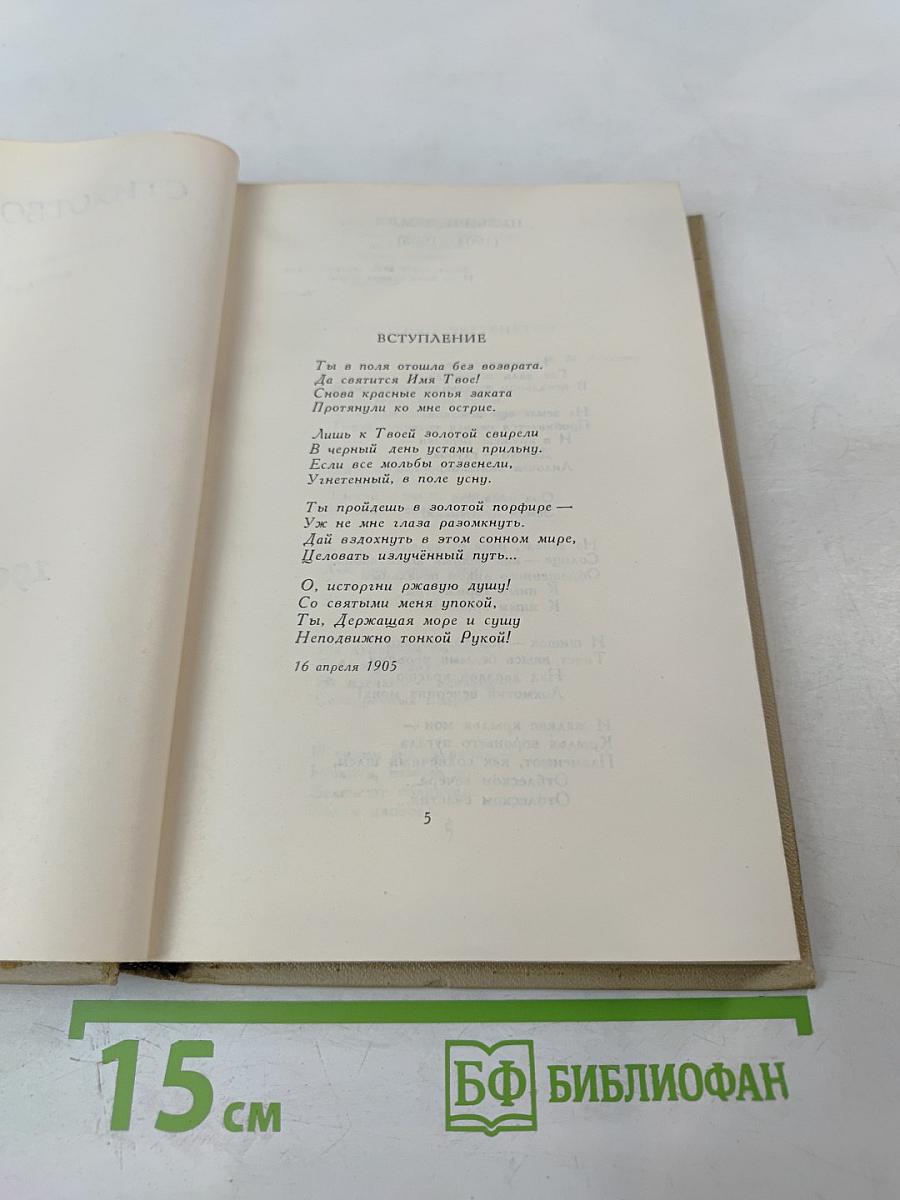 СТИХОТВО
ВСТУПЛЕНИЕ
Ты в поля отошла без возврата.
Да святится Имя Твое!
Снова красные копья заката
Протянули ко мне острие.
Лишь к Твоей золотой свирели
В черный день устами прильну.
Если все мольбы отзвенели,
Угнетенный, в поле усну.
Ты пройдешь в золотой порфире —
Уж не мне глаза разомкнуть.
Дай вздохнуть в этом сонном мире,
Целовать излучённый путь...
О, исторгни ржавую душу!
Со святыми меня упокой,
Ты, Держащая море и сушу
Неподвижно тонкой Рукой!
16 апреля 1905
5
15 см
БФ БИБЛИОФАН